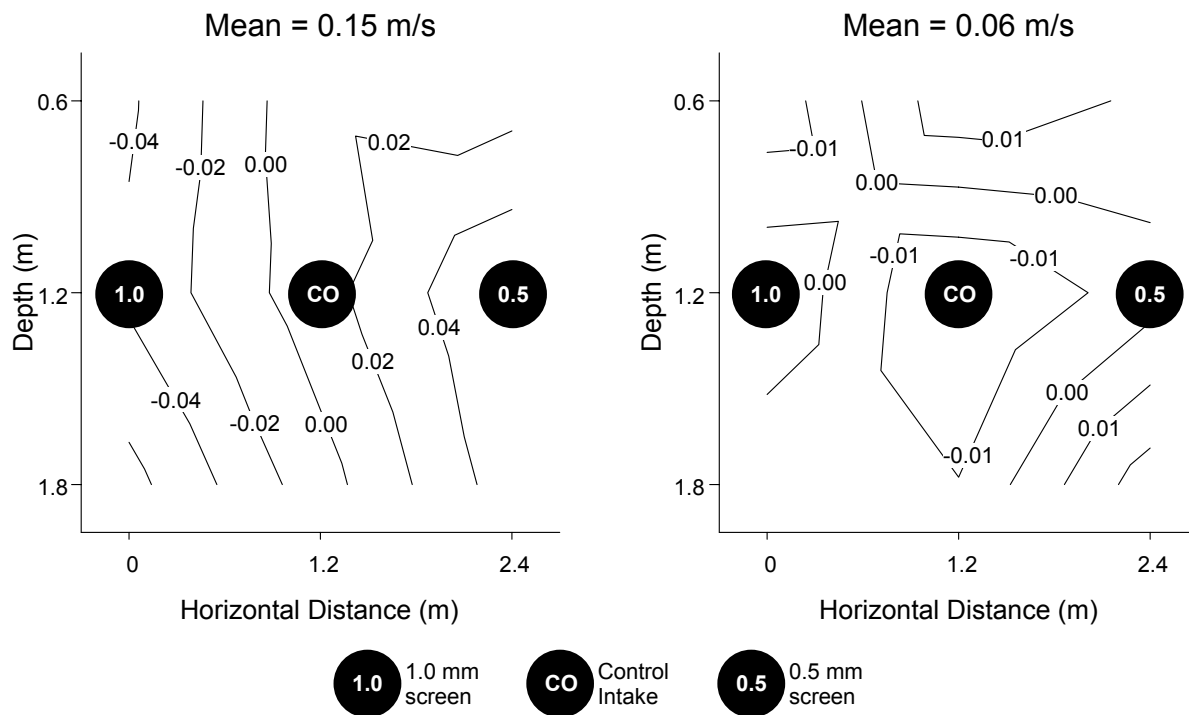 Mean = 0.15 m/s
Mean = 0.06 m/s
0.6
1.2
1.8
Depth (m)
-0.04
-0.02
0.00
0.02
0.04
-0.04
-0.02
0.00
0.02
1.0
CO
0.5
0
1.2
2.4
Horizontal Distance (m)
0.6
1.2
1.8
Depth (m)
-0.01
-0.01
0.00
0.00
-0.01
-0.01
0.00
0.00
0.01
-0.01
1.0
CO
0.5
0
1.2
2.4
Horizontal Distance (m)
1.0
1.0 mm
screen
CO
Control
Intake
0.5
0.5 mm
screen